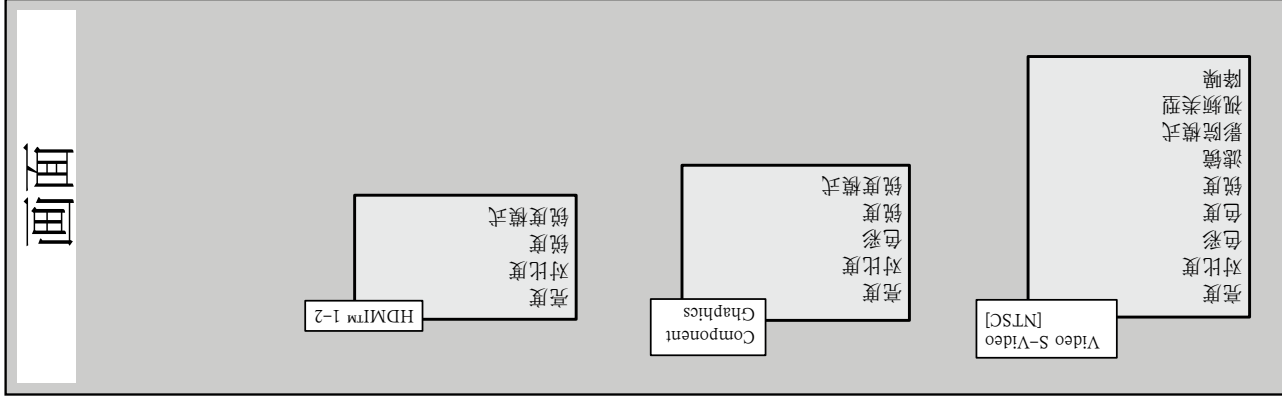 Video S-Video
[NTSC]
亮度
对比度
色彩
色度
锐度
滤镜
影院模式
视频类型
降噪
Component
Graphics
亮度
对比度
色彩
锐度
锐度模式
HDMI™ 1-2
亮度
对比度
锐度
锐度模式
画面